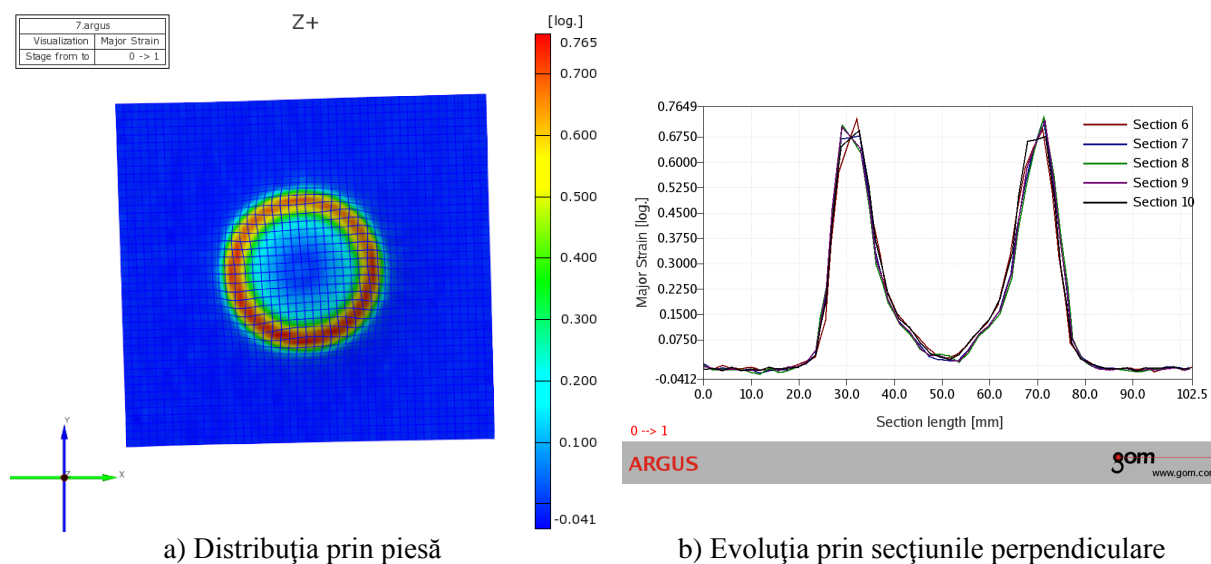 7.argus
Visualization Major Strain
Stage from to 0 -> 1
Z+
[log.]
0.765
0.700
0.600
0.500
0.400
0.300
0.200
0.100
-0.041
Y
Z
X
a) Distribuţia prin piesă
0.7649
0.6750
0.6000
0.5250
0.4500
0.3750
0.3000
0.2250
0.1500
0.0750
-0.0412
Major Strain [log.]
Section 6
Section 7
Section 8
Section 9
Section 10
0.0 10.0 20.0 30.0 40.0 50.0 60.0 70.0 80.0 90.0 102.5
Section length [mm]
0 --> 1
ARGUS
gom
www.gom.com
b) Evoluţia prin secţiunile perpendiculare